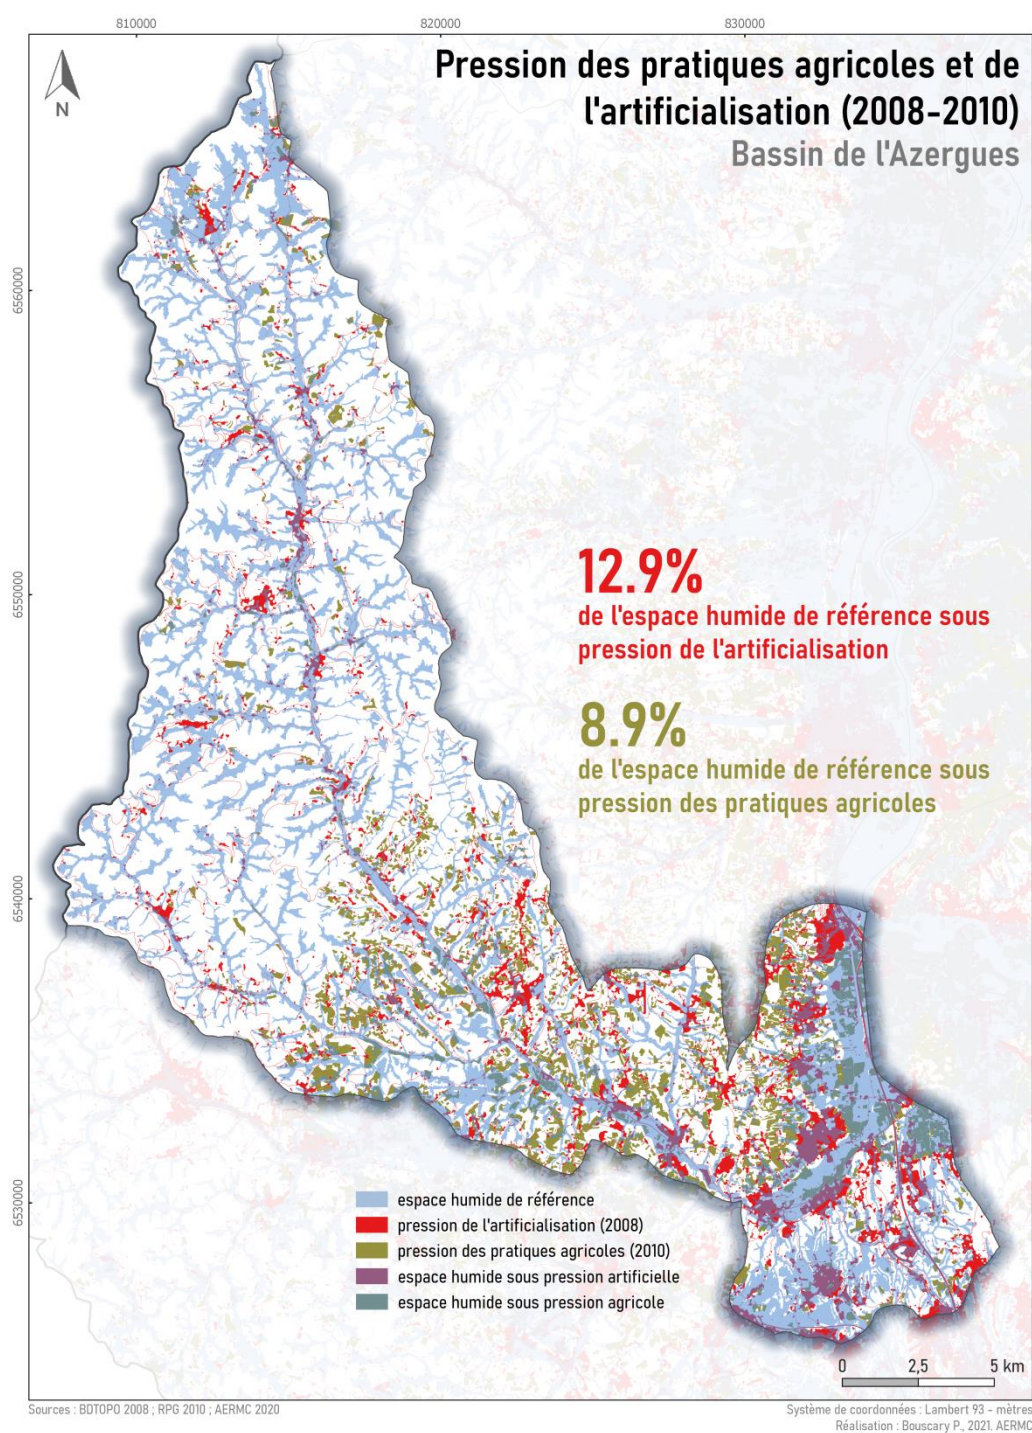 810000
820000
830000
Pression des pratiques agricoles et de
l'artificialisation (2008-2010)
Bassin de l'Azergues
N
6560000
6550000
6540000
6530000
12.9%
de l'espace humide de référence sous
pression de l'artificialisation
8.9%
de l'espace humide de référence sous
pression des pratiques agricoles
espace humide de référence
pression de l'artificialisation (2008)
pression des pratiques agricoles (2010)
espace humide sous pression artificielle
espace humide sous pression agricole
0 2,5 5 km
Sources : BDTOPO 2008 ; RPG 2010 ; AERMC 2020
Système de coordonnées : Lambert 93 - mètres
Réalisation : Bouscary P., 2021. AERMC